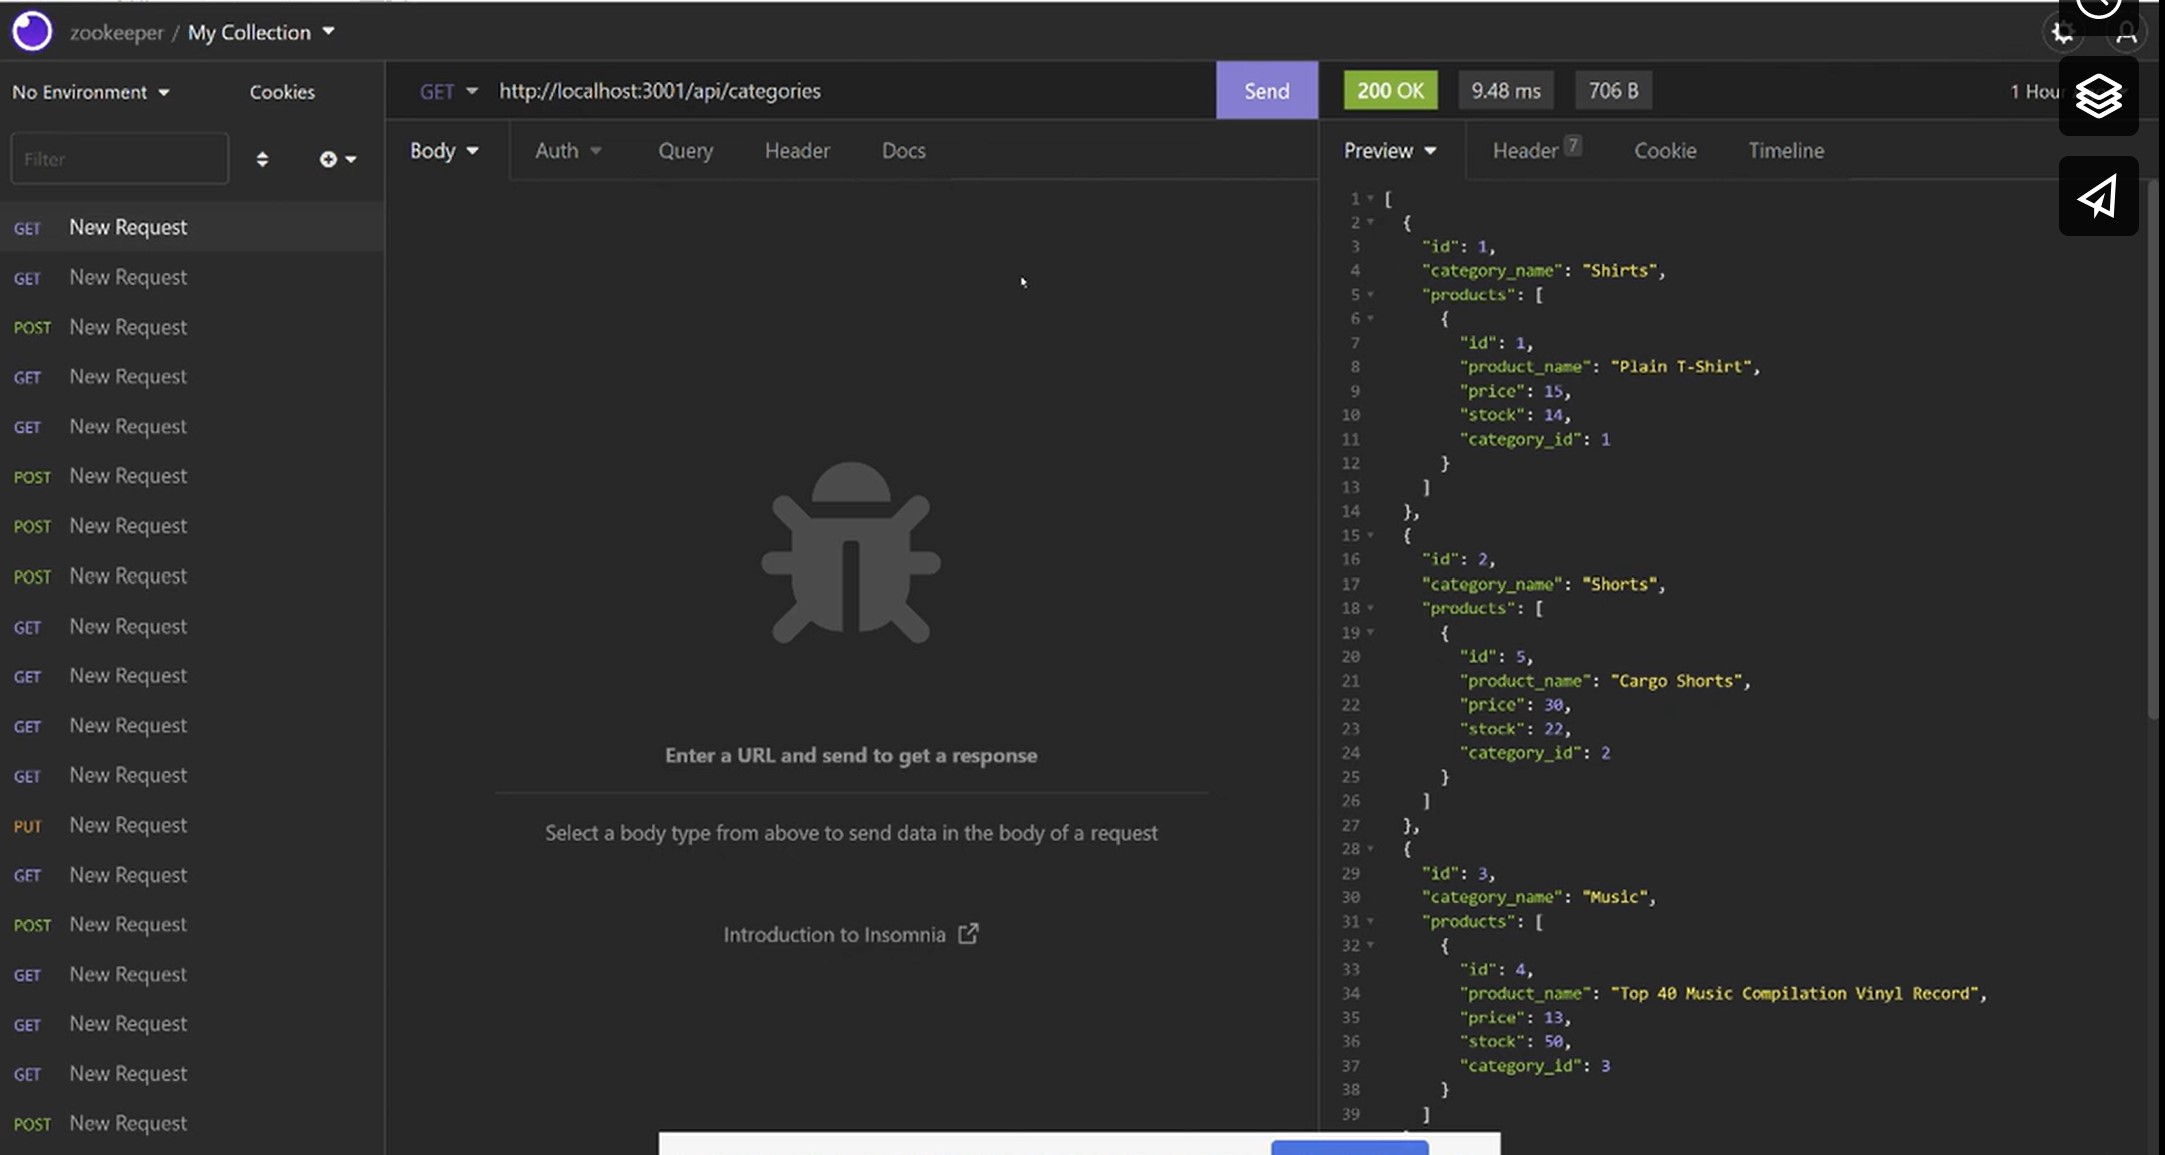 zookeeper / My Collection
No Environment
Cookies
Filter
GET New Request
GET New Request
POST New Request
GET New Request
GET New Request
POST New Request
POST New Request
POST New Request
GET New Request
GET New Request
GET New Request
GET New Request
PUT New Request
GET New Request
POST New Request
GET New Request
GET New Request
GET New Request
POST New Request
GET http://localhost:3001/api/categories Send
Body Auth Query Header Docs
Enter a URL and send to get a response
Select a body type from above to send data in the body of a request
Introduction to Insomnia
200 OK 9.48 ms 706 B 1 Hour
Preview Header 7 Cookie Timeline
1 [
2 {
3 "id": 1,
4 "category_name": "Shirts",
5 "products": [
6 {
7 "id": 1,
8 "product_name": "Plain T-Shirt",
9 "price": 15,
10 "stock": 14,
11 "category_id": 1
12 }
13 ]
14 },
15 {
16 "id": 2,
17 "category_name": "Shorts",
18 "products": [
19 {
20 "id": 5,
21 "product_name": "Cargo Shorts",
22 "price": 30,
23 "stock": 22,
24 "category_id": 2
25 }
26 ]
27 },
28 {
29 "id": 3,
30 "category_name": "Music",
31 "products": [
32 {
33 "id": 4,
34 "product_name": "Top 40 Music Compilation Vinyl Record",
35 "price": 13,
36 "stock": 50,
37 "category_id": 3
38 }
39 ]